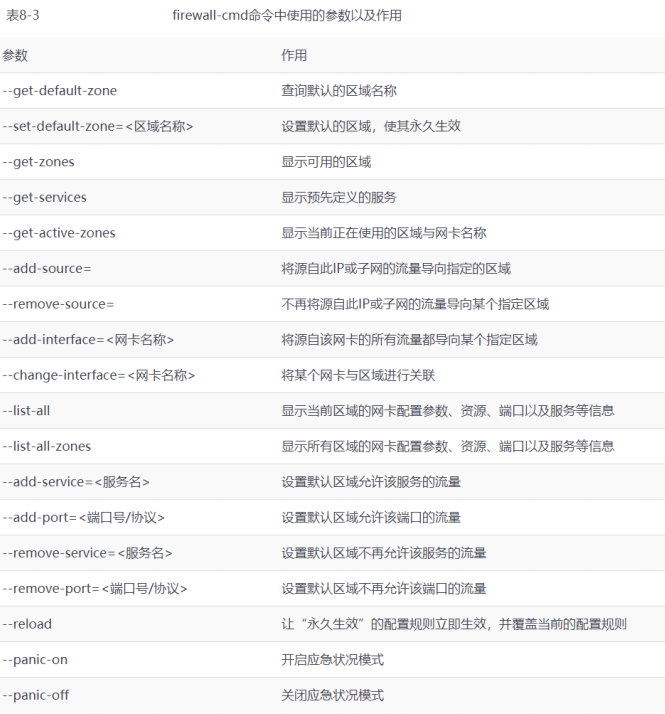 表8-3 firewall-cmd命令中使用的参数以及作用
参数 作用
--get-default-zone 查询默认的区域名称
--set-default-zone=<区域名称> 设置默认的区域，使其永久生效
--get-zones 显示可用的区域
--get-services 显示预先定义的服务
--get-active-zones 显示当前正在使用的区域与网卡名称
--add-source= 将源自此IP或子网的流量导向指定的区域
--remove-source= 不再将源自此IP或子网的流量导向某个指定区域
--add-interface=<网卡名称> 将源自该网卡的所有流量都导向某个指定区域
--change-interface=<网卡名称> 将某个网卡与区域进行关联
--list-all 显示当前区域的网卡配置参数、资源、端口以及服务等信息
--list-all-zones 显示所有区域的网卡配置参数、资源、端口以及服务等信息
--add-service=<服务名> 设置默认区域允许该服务的流量
--add-port=<端口号/协议> 设置默认区域允许该端口的流量
--remove-service=<服务名> 设置默认区域不再允许该服务的流量
--remove-port=<端口号/协议> 设置默认区域不再允许该端口的流量
--reload 让“永久生效”的配置规则立即生效，并覆盖当前的配置规则
--panic-on 开启应急状况模式
--panic-off 关闭应急状况模式